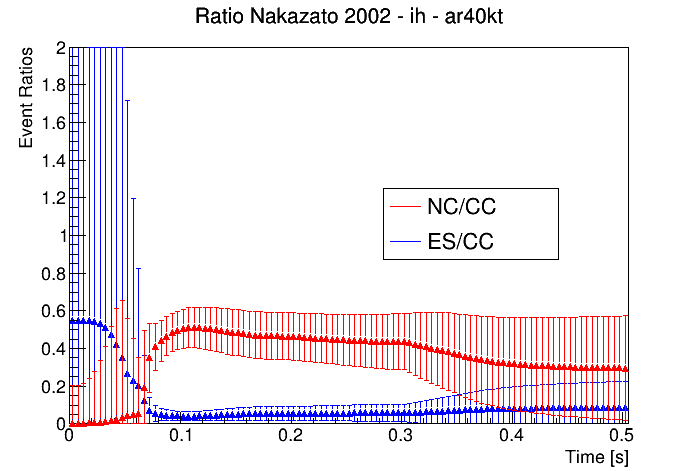 Ratio Nakazato 2002 - ih - ar40kt
Event Ratios
2
1.8
1.6
1.4
1.2
1
0.8
0.6
0.4
0.2
0
NC/CC
ES/CC
0 0.1 0.2 0.3 0.4 0.5
Time [s]